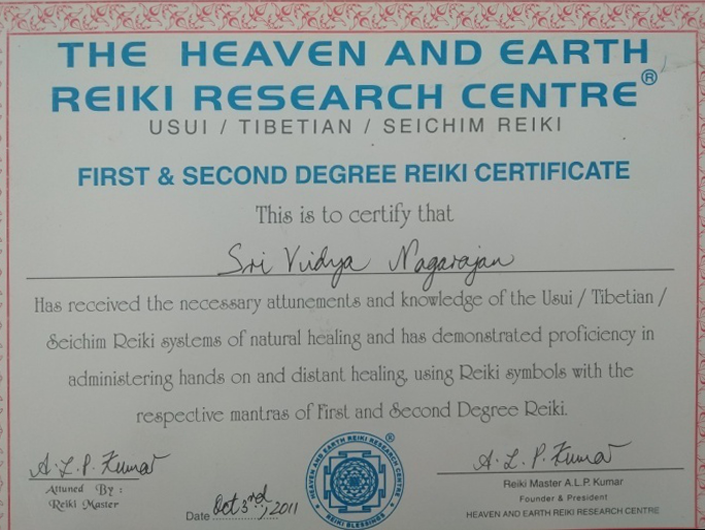 THE HEAVEN AND EARTH
REIKI RESEARCH CENTRE®
USUI / TIBETIAN / SEICHIM REIKI
FIRST & SECOND DEGREE REIKI CERTIFICATE
This is to certify that
Sri Vidya Nagarajan
Has received the necessary attunements and knowledge of the Usui / Tibetian /
Seichim Reiki systems of natural healing and has demonstrated proficiency in
administering hands on and distant healing, using Reiki symbols with the
respective mantras of First and Second Degree Reiki.
A. L. P. Kumar
Attuned By :
Reiki Master
HEAVEN AND EARTH REIKI RESEARCH CENTRE ®
REIKI BLESSINGS
Date Oct 3rd, 2011
A. L. P. Kumar
Reiki Master A.L.P. Kumar
Founder & President
HEAVEN AND EARTH REIKI RESEARCH CENTRE